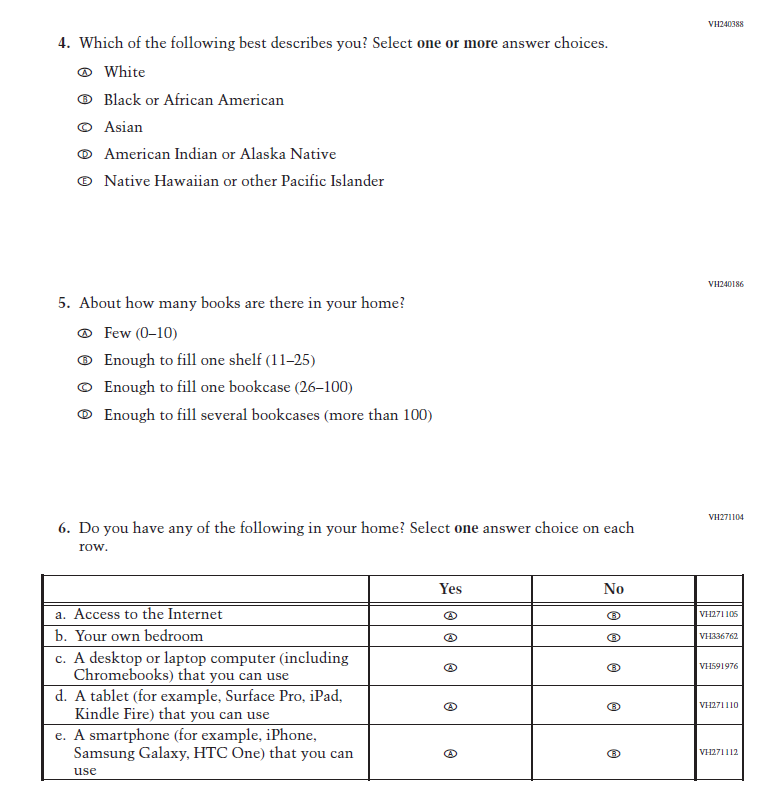 VH240388
4. Which of the following best describes you? Select one or more answer choices.
Ⓐ White
Ⓑ Black or African American
Ⓒ Asian
Ⓓ American Indian or Alaska Native
Ⓔ Native Hawaiian or other Pacific Islander
VH240186
5. About how many books are there in your home?
Ⓐ Few (0–10)
Ⓑ Enough to fill one shelf (11–25)
Ⓒ Enough to fill one bookcase (26–100)
Ⓓ Enough to fill several bookcases (more than 100)
VH271104
6. Do you have any of the following in your home? Select one answer choice on each
row.
Yes No
a. Access to the Internet Ⓐ Ⓑ VH271105
b. Your own bedroom Ⓐ Ⓑ VH336762
c. A desktop or laptop computer (including
Chromebooks) that you can use Ⓐ Ⓑ VH591976
d. A tablet (for example, Surface Pro, iPad,
Kindle Fire) that you can use Ⓐ Ⓑ VH271110
e. A smartphone (for example, iPhone,
Samsung Galaxy, HTC One) that you can Ⓐ Ⓑ VH271112
use